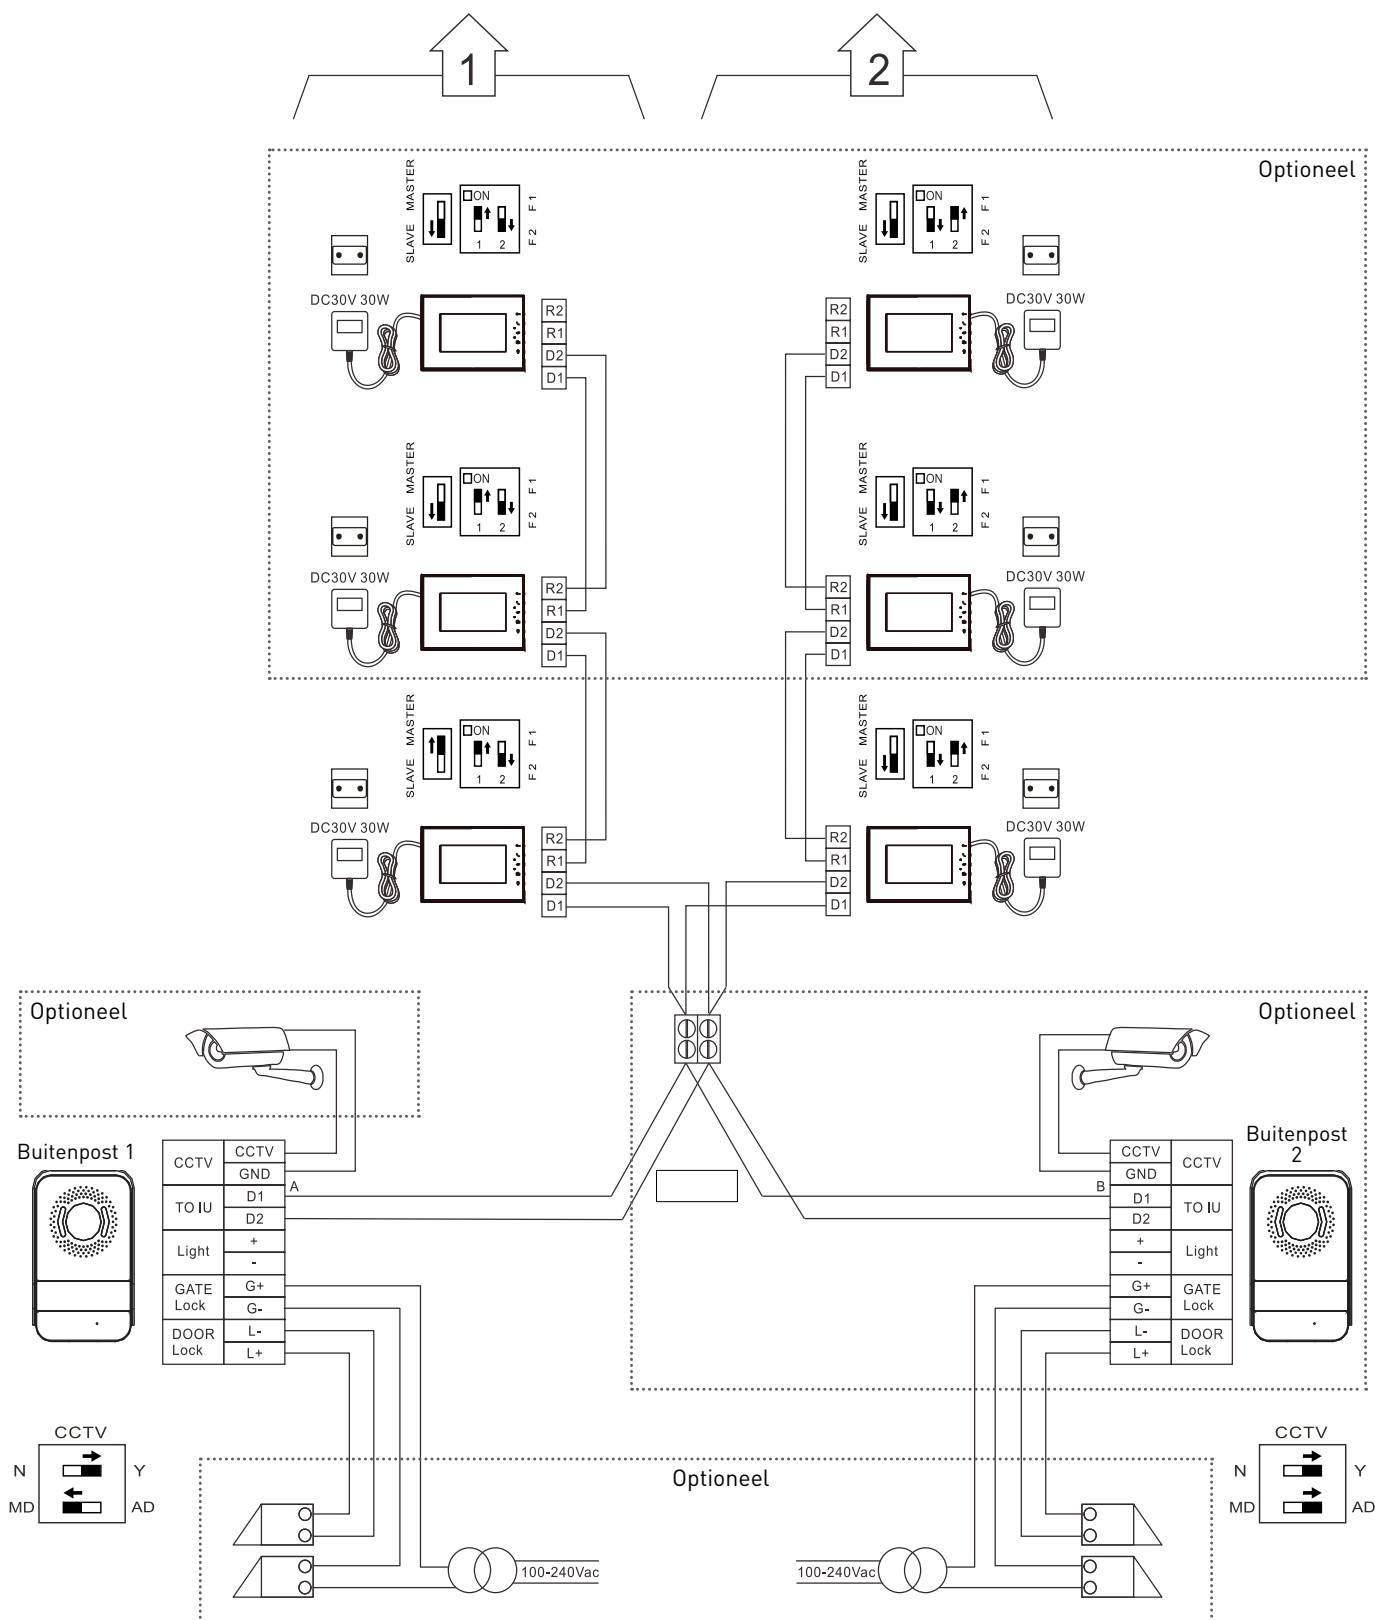 1
2
Optioneel
SLAVE MASTER
ON
1 2
F2 F1
SLAVE MASTER
ON
1 2
F2 F1
DC30V 30W
R2
R1
D2
D1
R2
R1
D2
D1
DC30V 30W
SLAVE MASTER
ON
1 2
F2 F1
SLAVE MASTER
ON
1 2
F2 F1
DC30V 30W
R2
R1
D2
D1
R2
R1
D2
D1
DC30V 30W
SLAVE MASTER
ON
1 2
F2 F1
SLAVE MASTER
ON
1 2
F2 F1
DC30V 30W
R2
R1
D2
D1
R2
R1
D2
D1
DC30V 30W
Optioneel
Optioneel
Buitenpost 1
CCTV
CCTV
GND
TO IU
D1
D2
A
Light
+
-
GATE
Lock
G+
G-
DOOR
Lock
L-
L+
B
CCTV
GND
CCTV
D1
D2
TO IU
+
-
Light
G+
G-
GATE
Lock
L-
L+
DOOR
Lock
Buitenpost
2
CCTV
N Y
MD AD
Optioneel
100-240Vac
100-240Vac
CCTV
N Y
MD AD